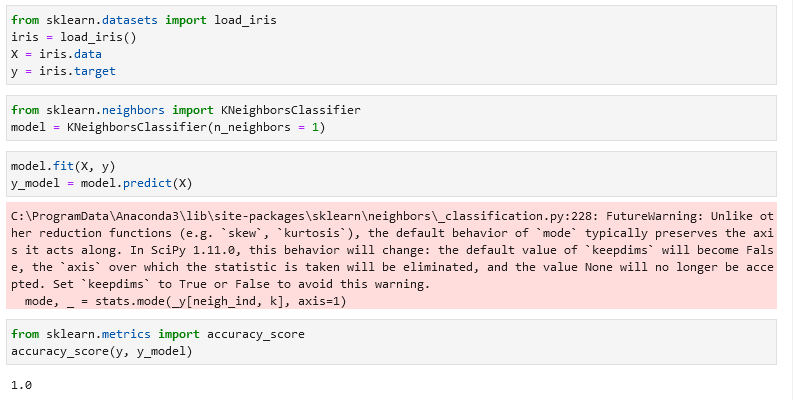 from sklearn.datasets import load_iris
iris = load_iris()
X = iris.data
y = iris.target
from sklearn.neighbors import KNeighborsClassifier
model = KNeighborsClassifier(n_neighbors = 1)
model.fit(X, y)
y_model = model.predict(X)
C:\ProgramData\Anaconda3\lib\site-packages\sklearn\neighbors\_classification.py:228: FutureWarning: Unlike ot
her reduction functions (e.g. `skew`, `kurtosis`), the default behavior of `mode` typically preserves the axi
s it acts along. In SciPy 1.11.0, this behavior will change: the default value of `keepdims` will become Fals
e, the `axis` over which the statistic is taken will be eliminated, and the value None will no longer be acce
pted. Set `keepdims` to True or False to avoid this warning.
  mode, _ = stats.mode(_y[neigh_ind, k], axis=1)
from sklearn.metrics import accuracy_score
accuracy_score(y, y_model)
1.0